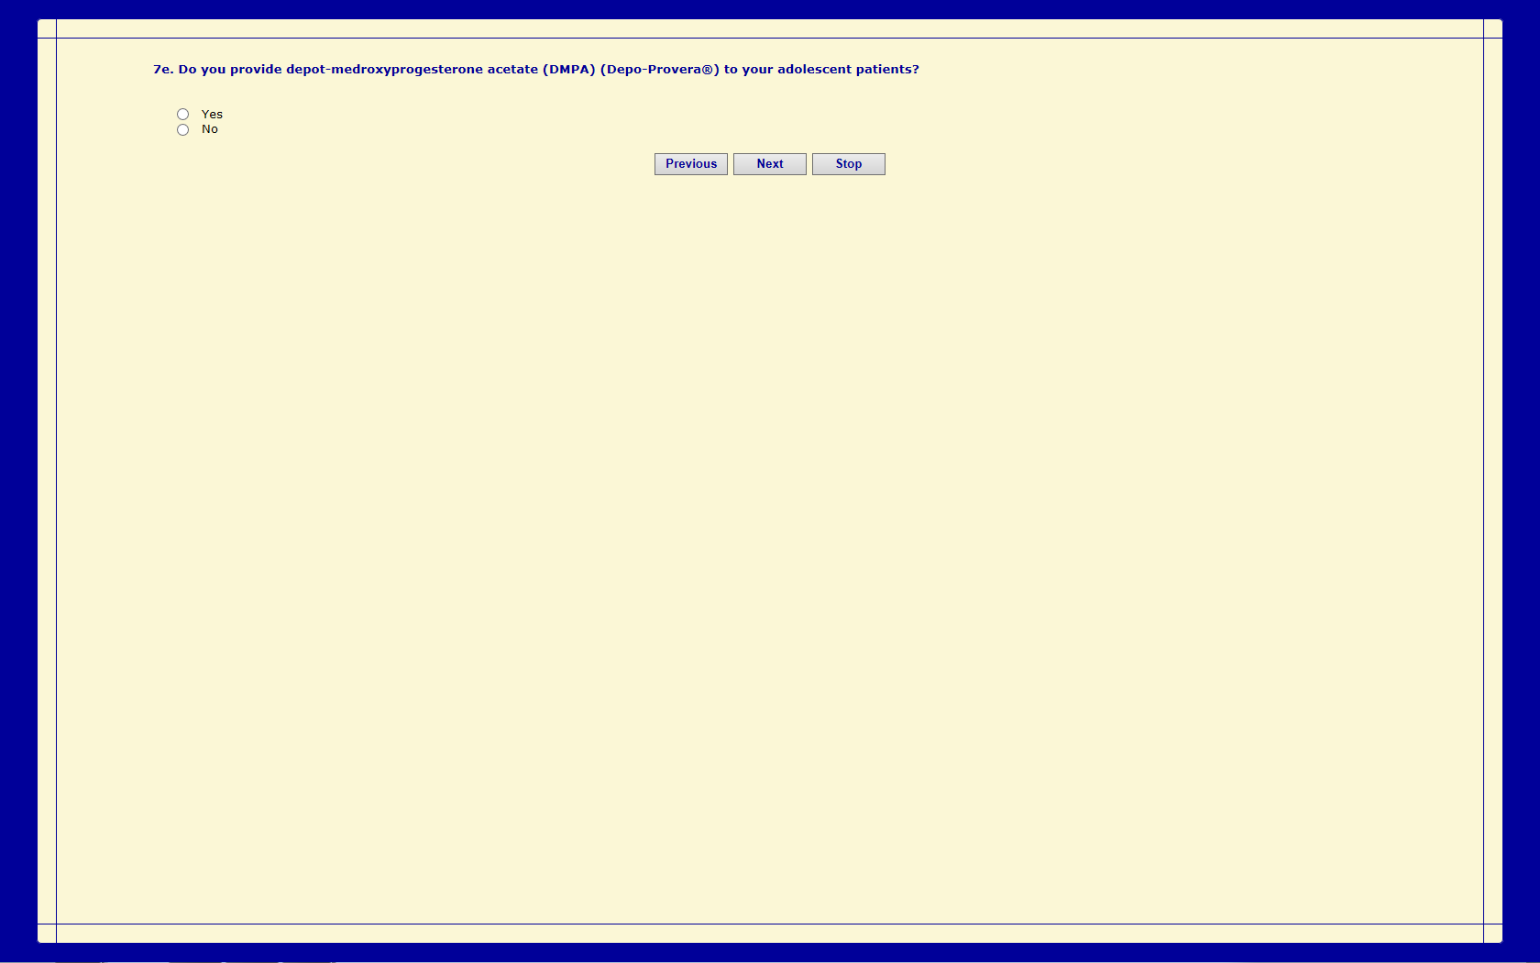 7e. Do you provide depot-medroxyprogesterone acetate (DMPA) (Depo-Provera®) to your adolescent patients?
Yes
No
Previous Next Stop